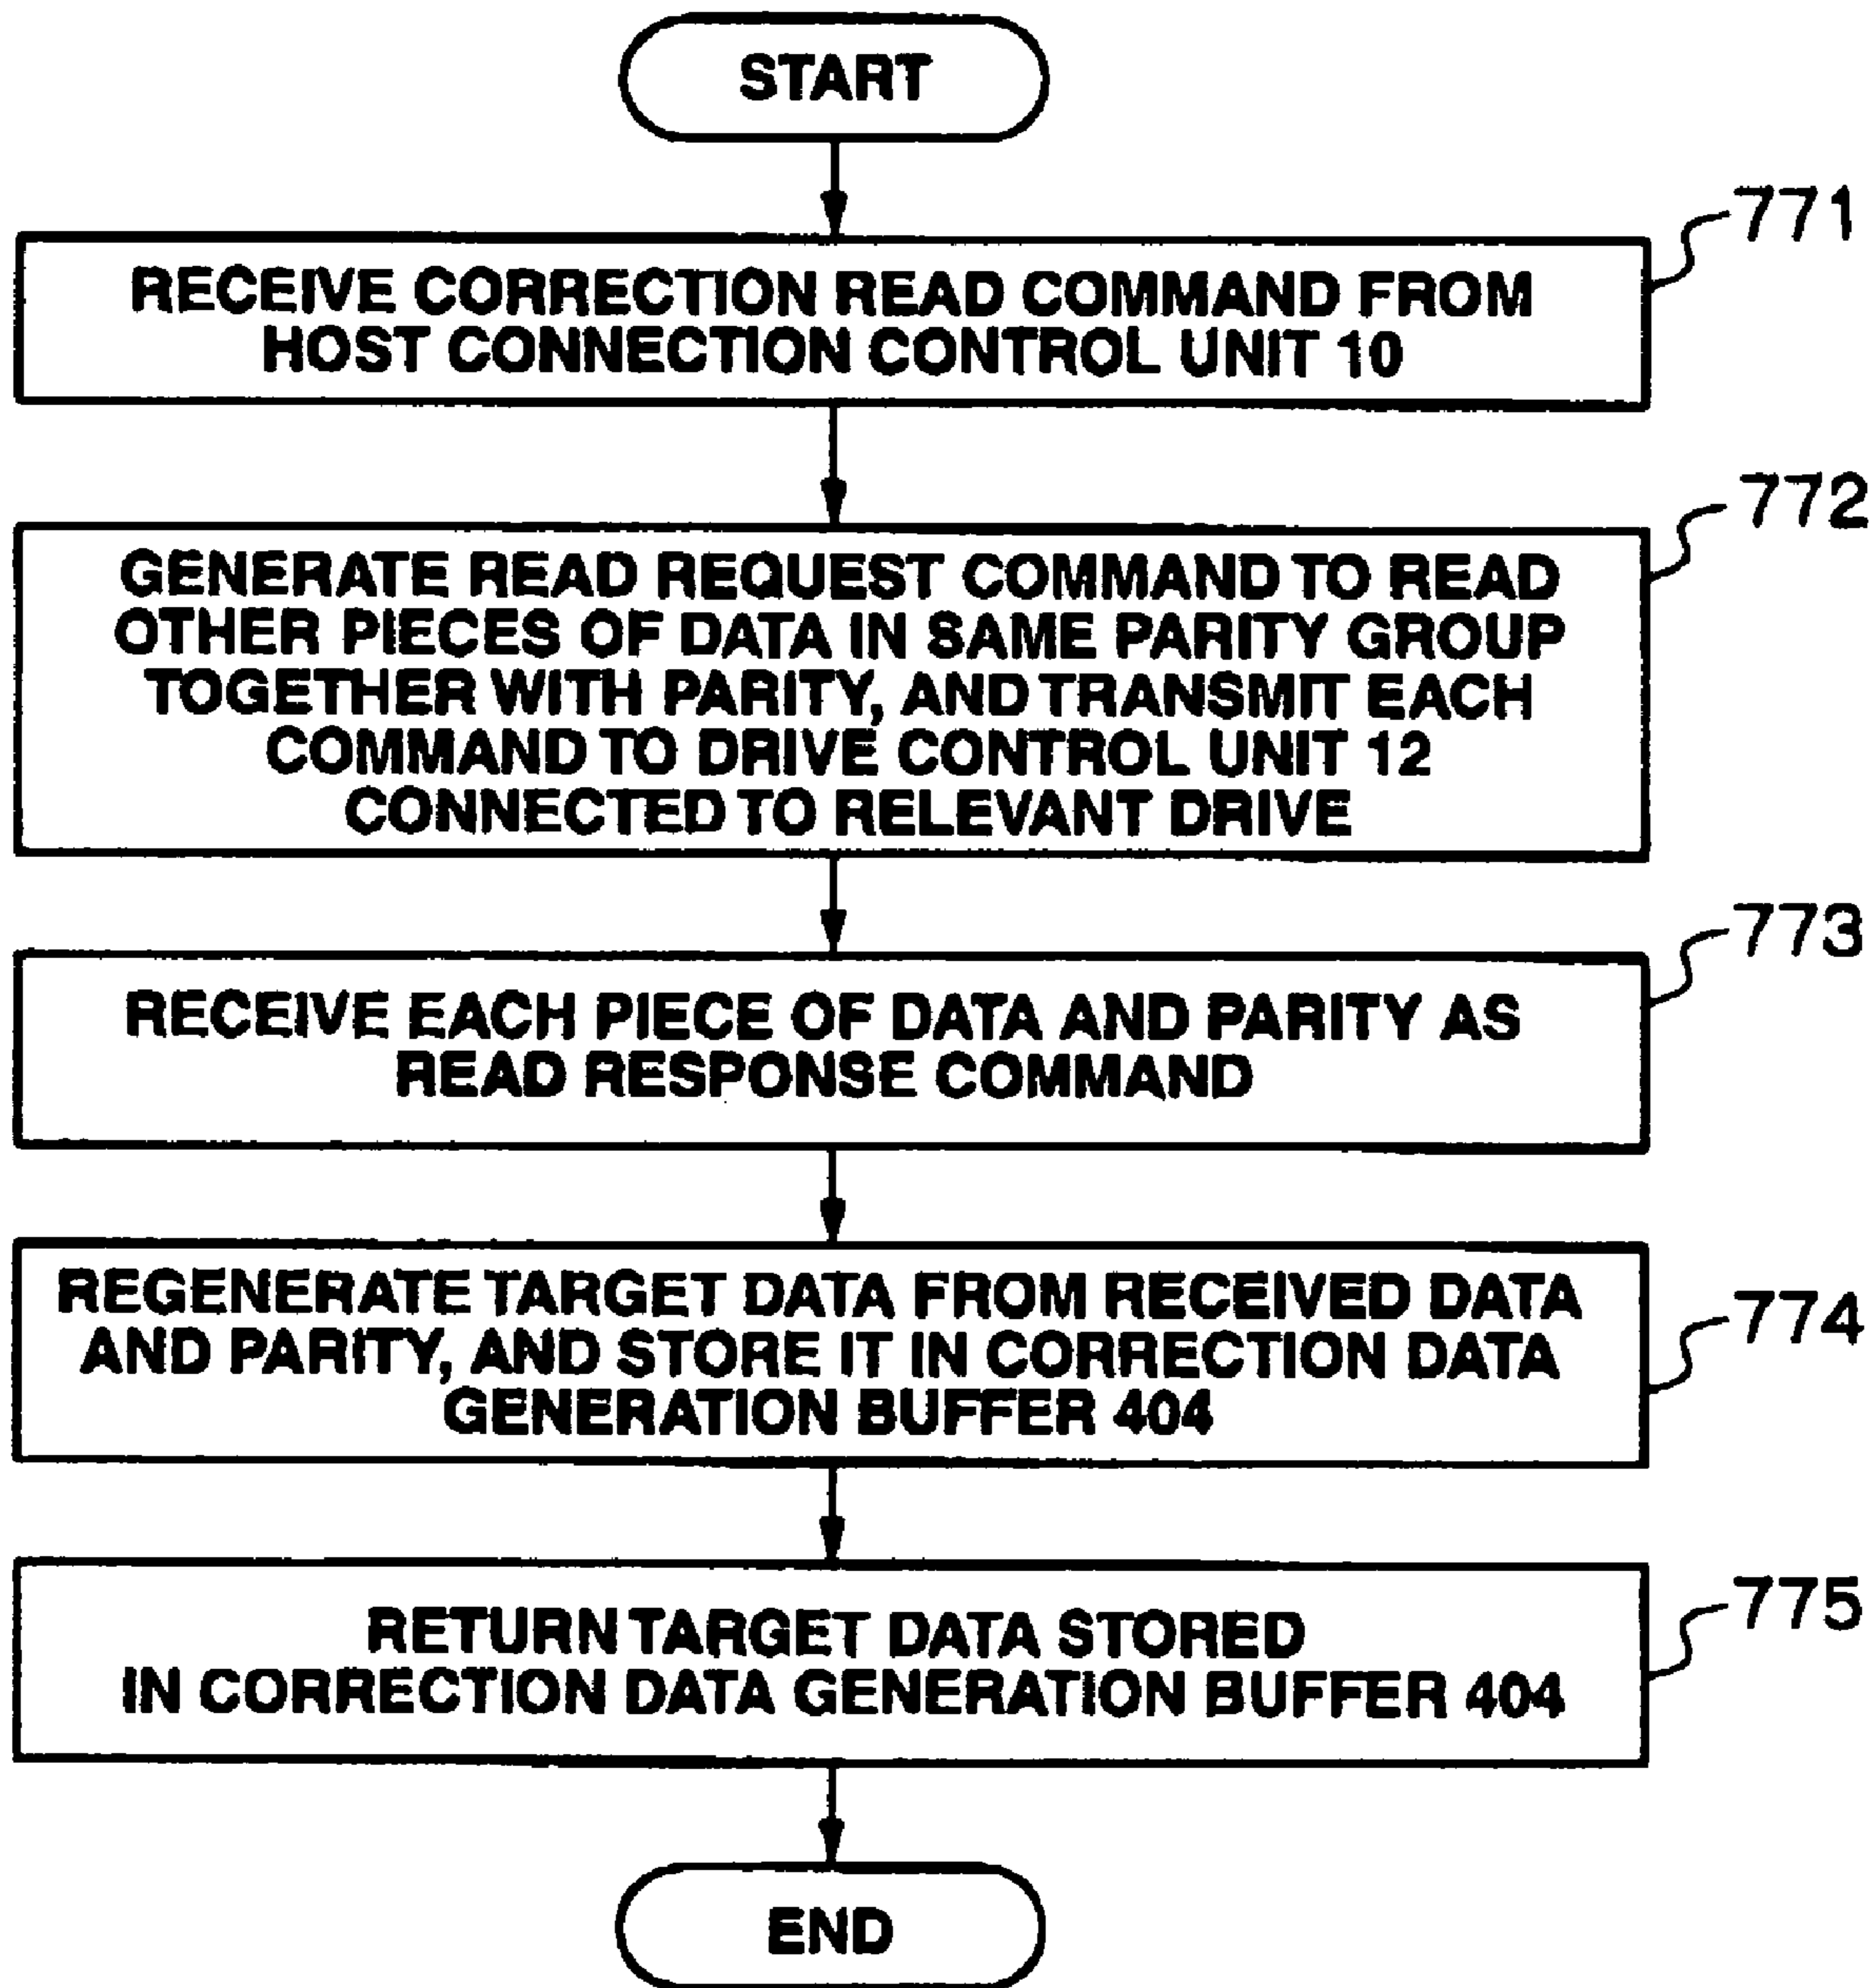 START
771
RECEIVE CORRECTION READ COMMAND FROM
HOST CONNECTION CONTROL UNIT 10
772
GENERATE READ REQUEST COMMAND TO READ
OTHER PIECES OF DATA IN SAME PARITY GROUP
TOGETHER WITH PARITY, AND TRANSMIT EACH
COMMAND TO DRIVE CONTROL UNIT 12
CONNECTED TO RELEVANT DRIVE
773
RECEIVE EACH PIECE OF DATA AND PARITY AS
READ RESPONSE COMMAND
774
REGENERATE TARGET DATA FROM RECEIVED DATA
AND PARITY, AND STORE IT IN CORRECTION DATA
GENERATION BUFFER 404
775
RETURN TARGET DATA STORED
IN CORRECTION DATA GENERATION BUFFER 404
END